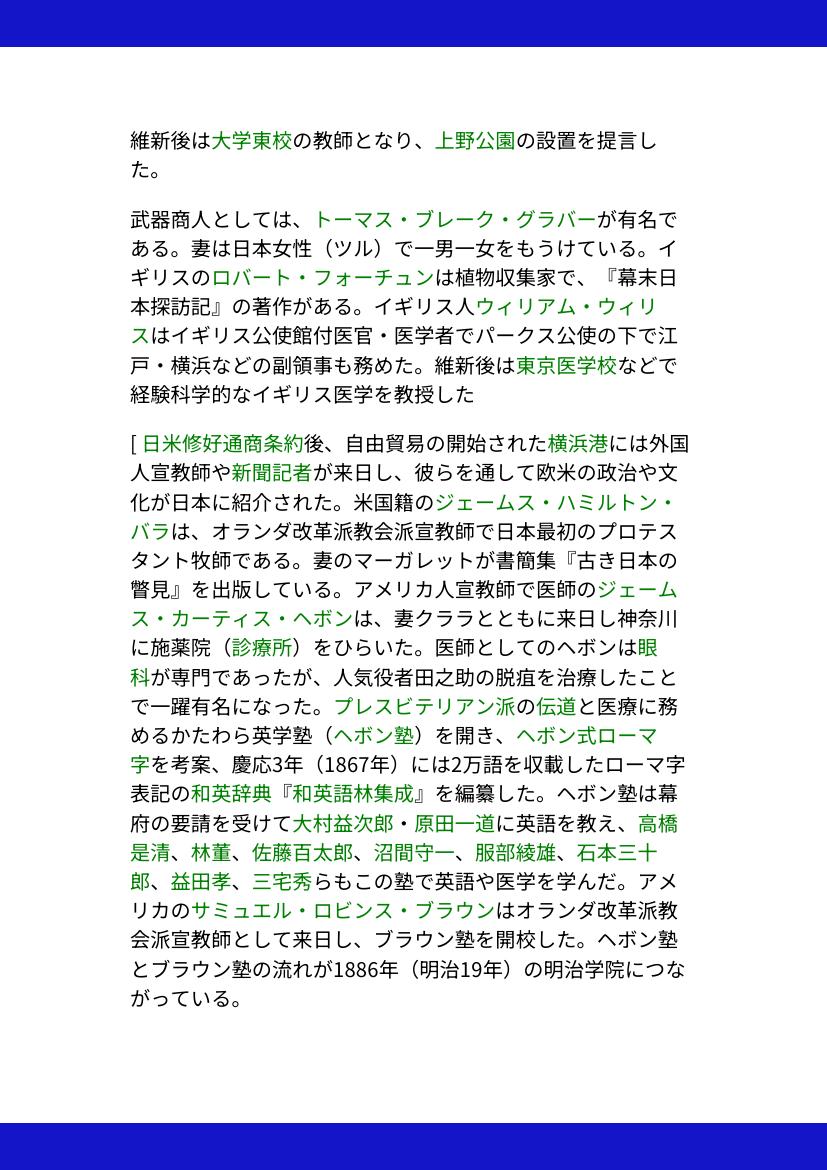 維新後は大学東校の教師となり、上野公園の設置を提言し
た。
武器商人としては、トーマス・ブレーク・グラバーが有名で
ある。妻は日本女性（ツル）で一男一女をもうけている。イ
ギリスのロバート・フォーチュンは植物収集家で、『幕末日
本探訪記』の著作がある。イギリス人ウィリアム・ウィリ
スはイギリス公使館付医官・医学者でパークス公使の下で江
戸・横浜などの副領事も務めた。維新後は東京医学校などで
経験科学的なイギリス医学を教授した
[ 日米修好通商条約後、自由貿易の開始された横浜港には外国
人宣教師や新聞記者が来日し、彼らを通して欧米の政治や文
化が日本に紹介された。米国籍のジェームス・ハミルトン・
バラは、オランダ改革派教会派宣教師で日本最初のプロテス
タント牧師である。妻のマーガレットが書簡集『古き日本の
瞥見』を出版している。アメリカ人宣教師で医師のジェーム
ス・カーティス・ヘボンは、妻クララとともに来日し神奈川
に施薬院（診療所）をひらいた。医師としてのヘボンは眼
科が専門であったが、人気役者田之助の脱疽を治療したこと
で一躍有名になった。プレスビテリアン派の伝道と医療に務
めるかたわら英学塾（ヘボン塾）を開き、ヘボン式ローマ
字を考案、慶応3年（1867年）には2万語を収載したローマ字
表記の和英辞典『和英語林集成』を編纂した。ヘボン塾は幕
府の要請を受けて大村益次郎・原田一道に英語を教え、高橋
是清、林董、佐藤百太郎、沼間守一、服部綾雄、石本三十
郎、益田孝、三宅秀らもこの塾で英語や医学を学んだ。アメ
リカのサミュエル・ロビンス・ブラウンはオランダ改革派教
会派宣教師として来日し、ブラウン塾を開校した。ヘボン塾
とブラウン塾の流れが1886年（明治19年）の明治学院につな
がっている。